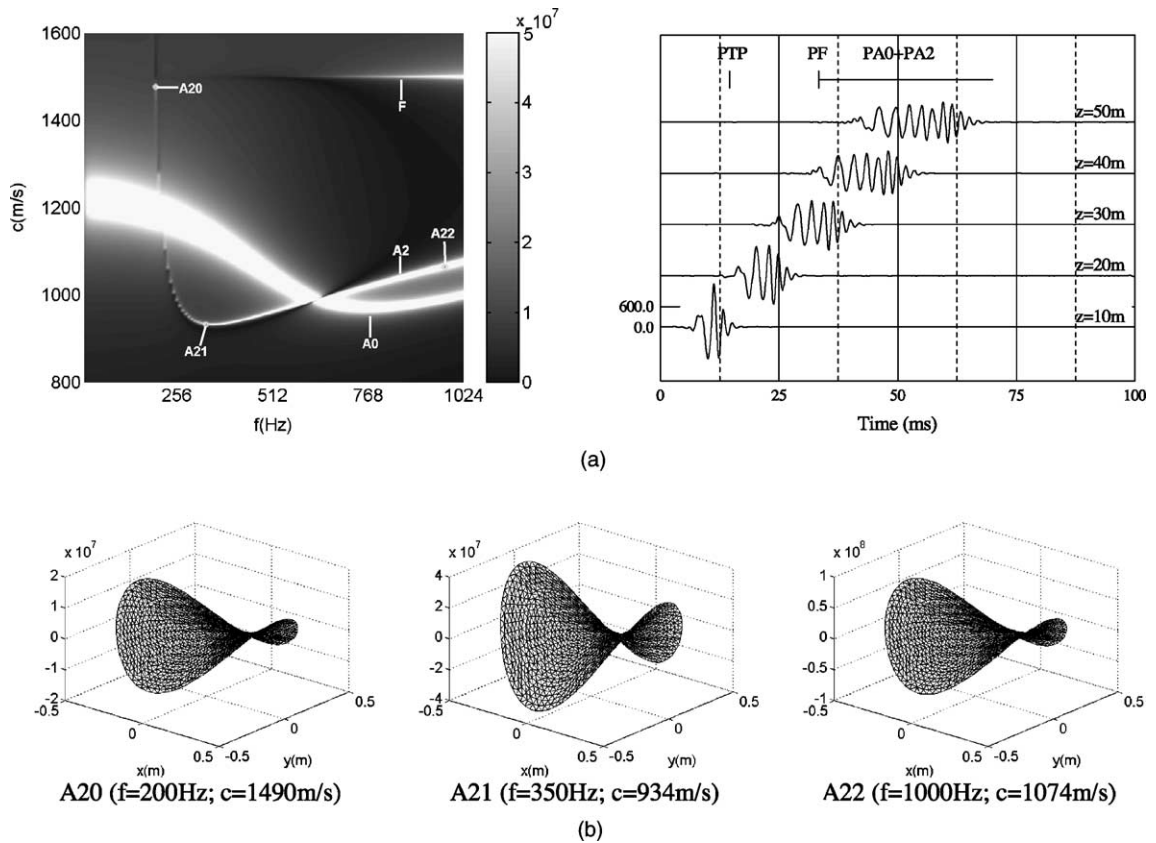 x 10^7
1600
1400
1200
1000
800
c(m/s)
256
512
768
1024
f(Hz)
5
4
3
2
1
0
A20
F
A2
A22
A21
A0
PTP
PF
PA0+PA2
z=50m
z=40m
z=30m
z=20m
z=10m
600.0
0.0
0
25
50
75
100
Time (ms)
(a)
x 10^7
2
1
0
-1
-2
-0.5
0
0.5
x(m)
-0.5
0
0.5
y(m)
A20 (f=200Hz; c=1490m/s)
x 10^7
4
2
0
-2
-4
-0.5
0
0.5
x(m)
-0.5
0
0.5
y(m)
A21 (f=350Hz; c=934m/s)
x 10^8
1
0.5
0
-0.5
-1
-0.5
0
0.5
x(m)
-0.5
0
0.5
y(m)
A22 (f=1000Hz; c=1074m/s)
(b)